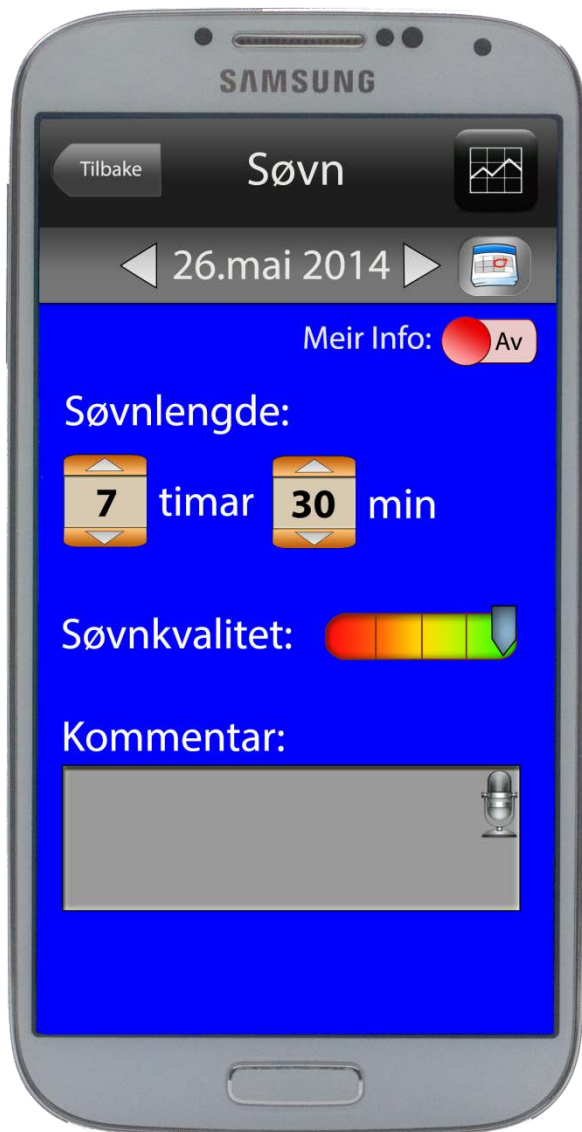 SAMSUNG
Tilbake Søvn
26.mai 2014
Meir Info: Av
Søvnlengde:
7 timar 30 min
Søvnkvalitet:
Kommentar: